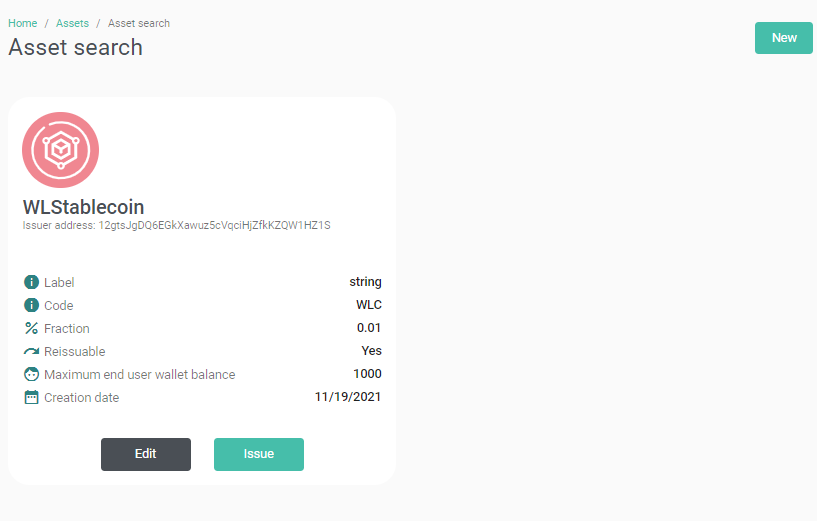 Home / Assets / Asset search
Asset search
New
WLStablecoin
Issuer address: 12gtsJgDQ6EGkXawuz5cVqciHjZfkKZQW1HZ1S
Label string
Code WLC
Fraction 0.01
Reissuable Yes
Maximum end user wallet balance 1000
Creation date 11/19/2021
Edit Issue